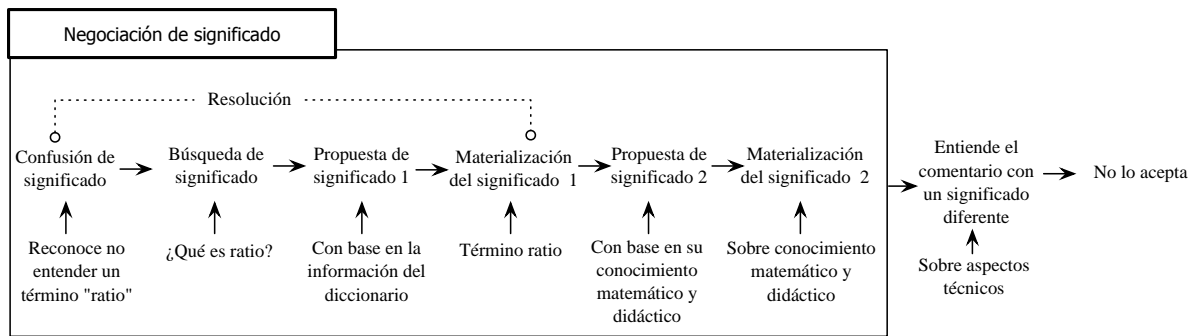 Negociación de significado
Resolución
Confusión de
significado
Búsqueda de
significado
Propuesta de
significado 1
Materialización
del significado 1
Propuesta de
significado 2
Materialización
del significado 2
Entiende el
comentario con
un significado
diferente
No lo acepta
Reconoce no
entender un
término "ratio"
¿Qué es ratio?
Con base en la
información del
diccionario
Término ratio
Con base en su
conocimiento
matemático y
didáctico
Sobre conocimiento
matemático y
didáctico
Sobre aspectos
técnicos